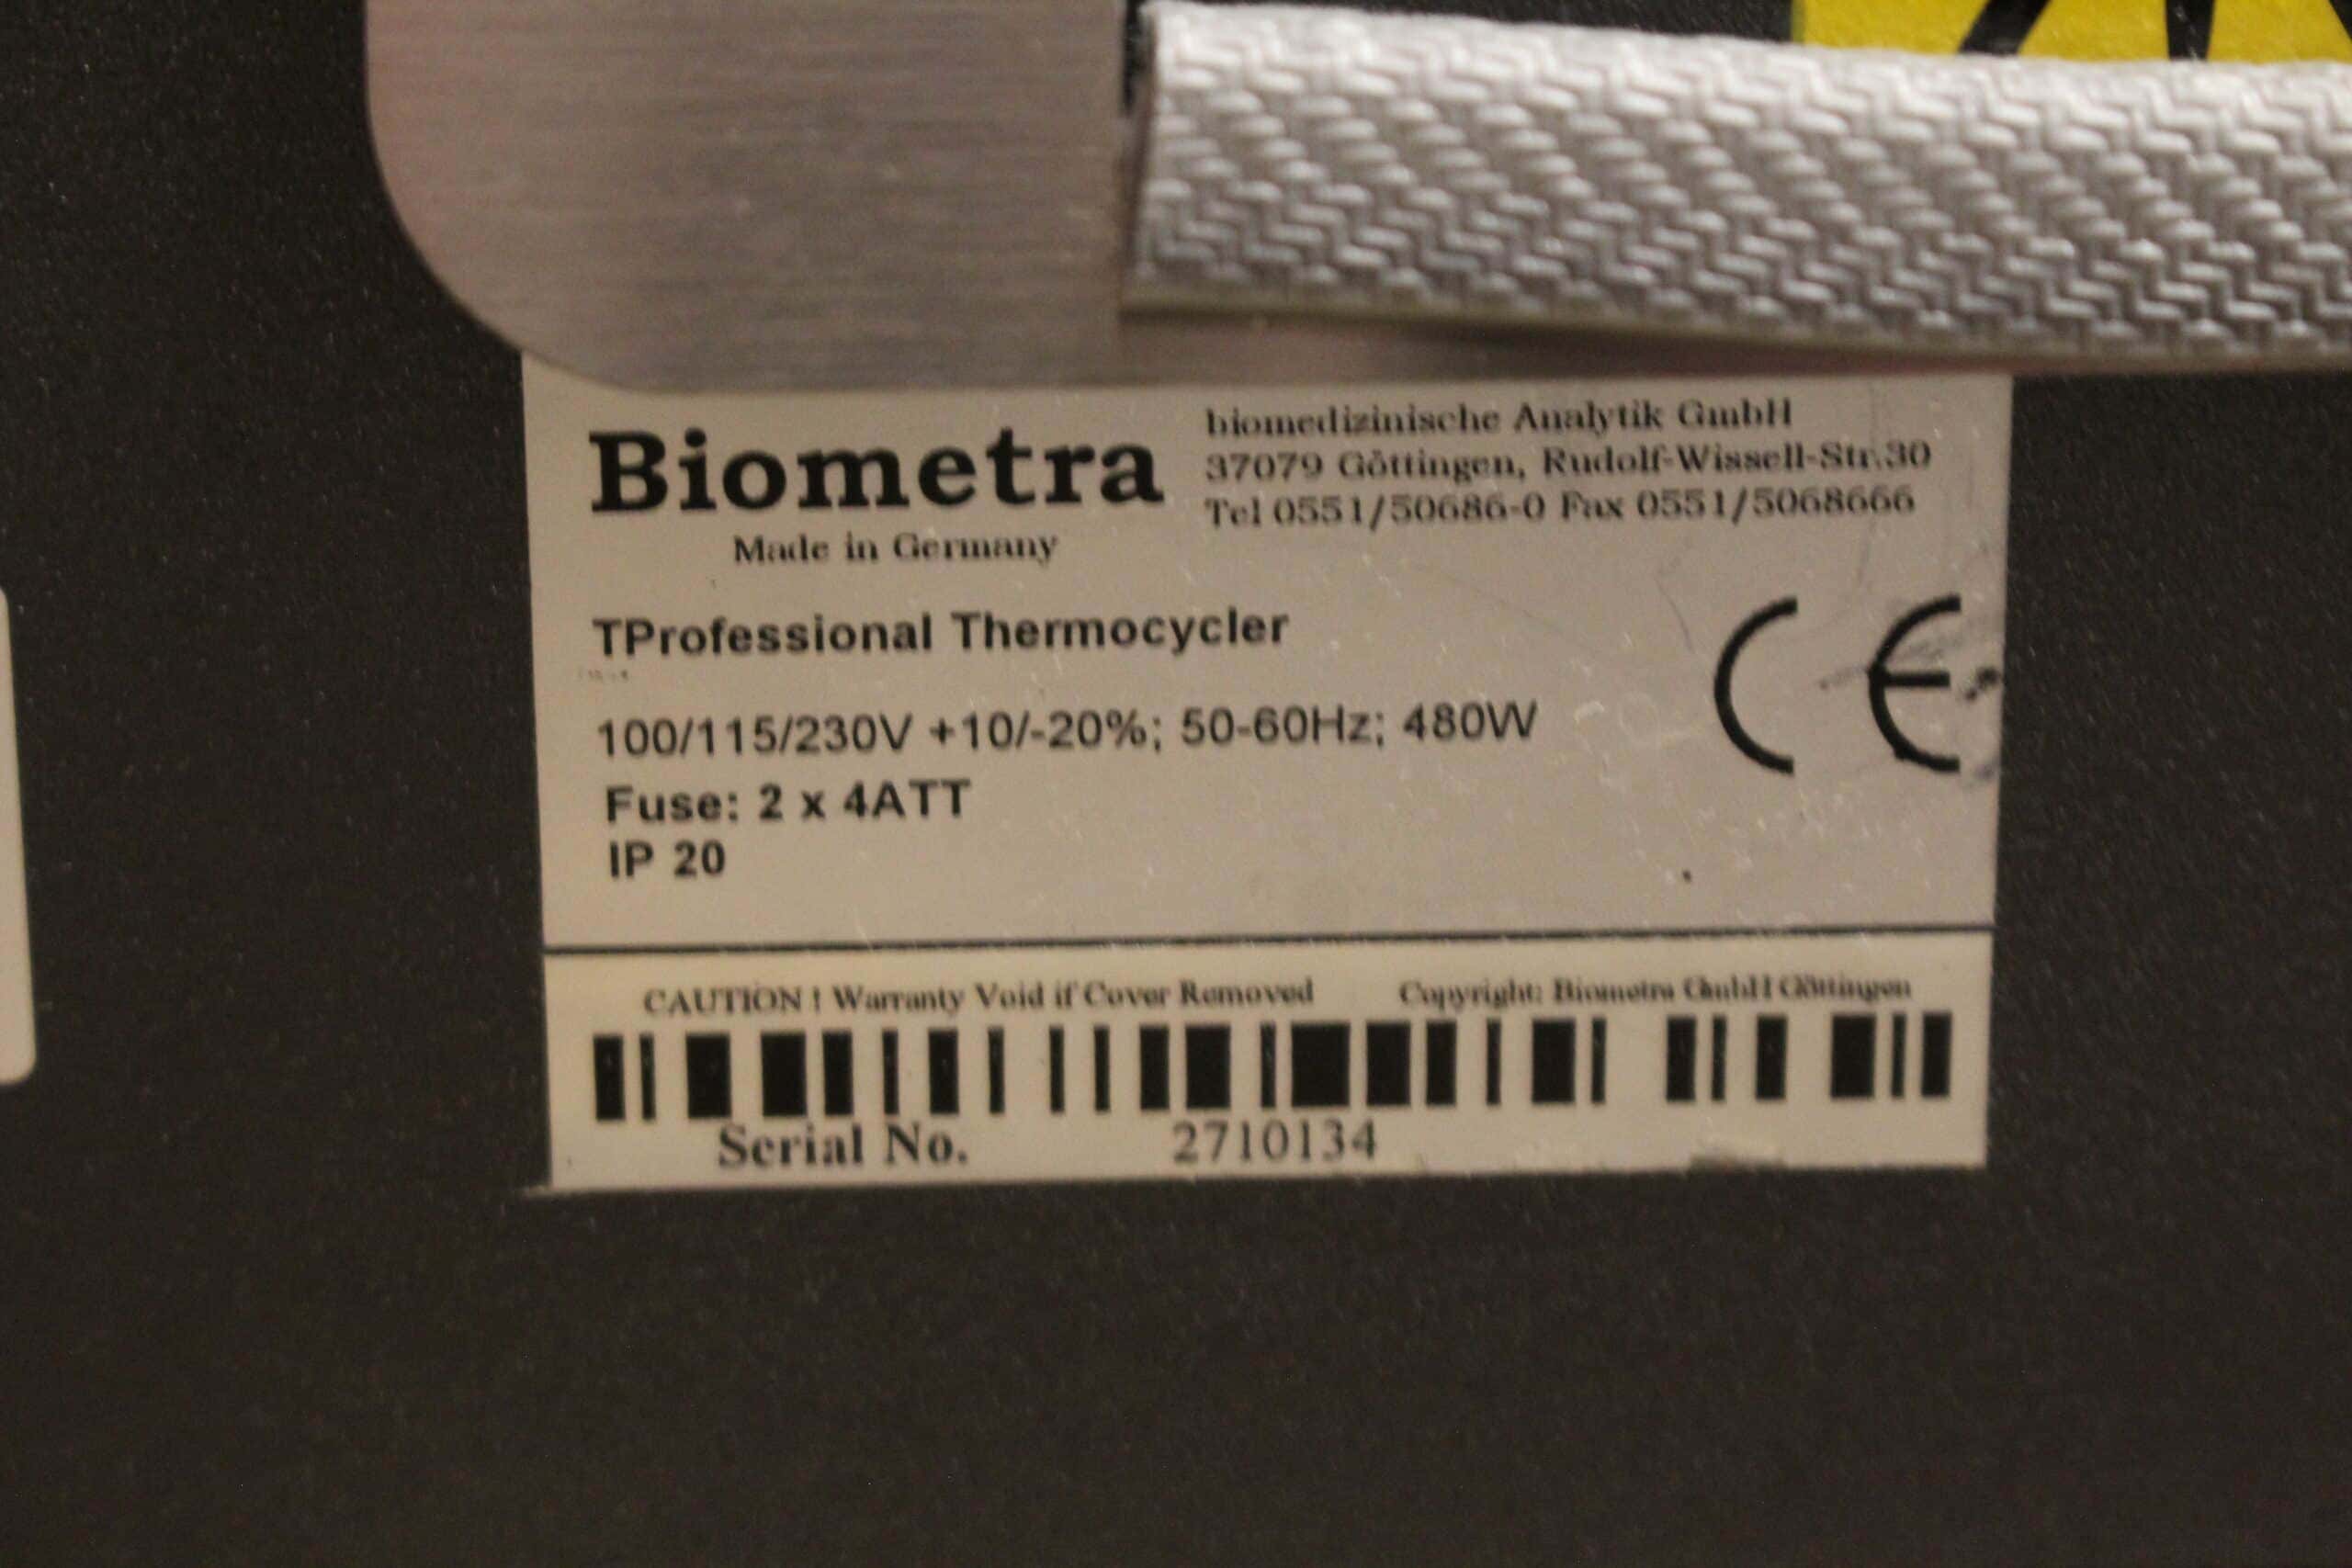 Biometra
Made in Germany
biomedizinische Analytik GmbH
37079 Göttingen, Rudolf-Wissell-Str.30
Tel 0551/50686-0 Fax 0551/5068666
TProfessional Thermocycler
100/115/230V +10/-20%; 50-60Hz; 480W
CE
Fuse: 2 x 4ATT
IP 20
CAUTION ! Warranty Void if Cover Removed
Copyright: Biometra GmbH Göttingen
Serial No. 2710134